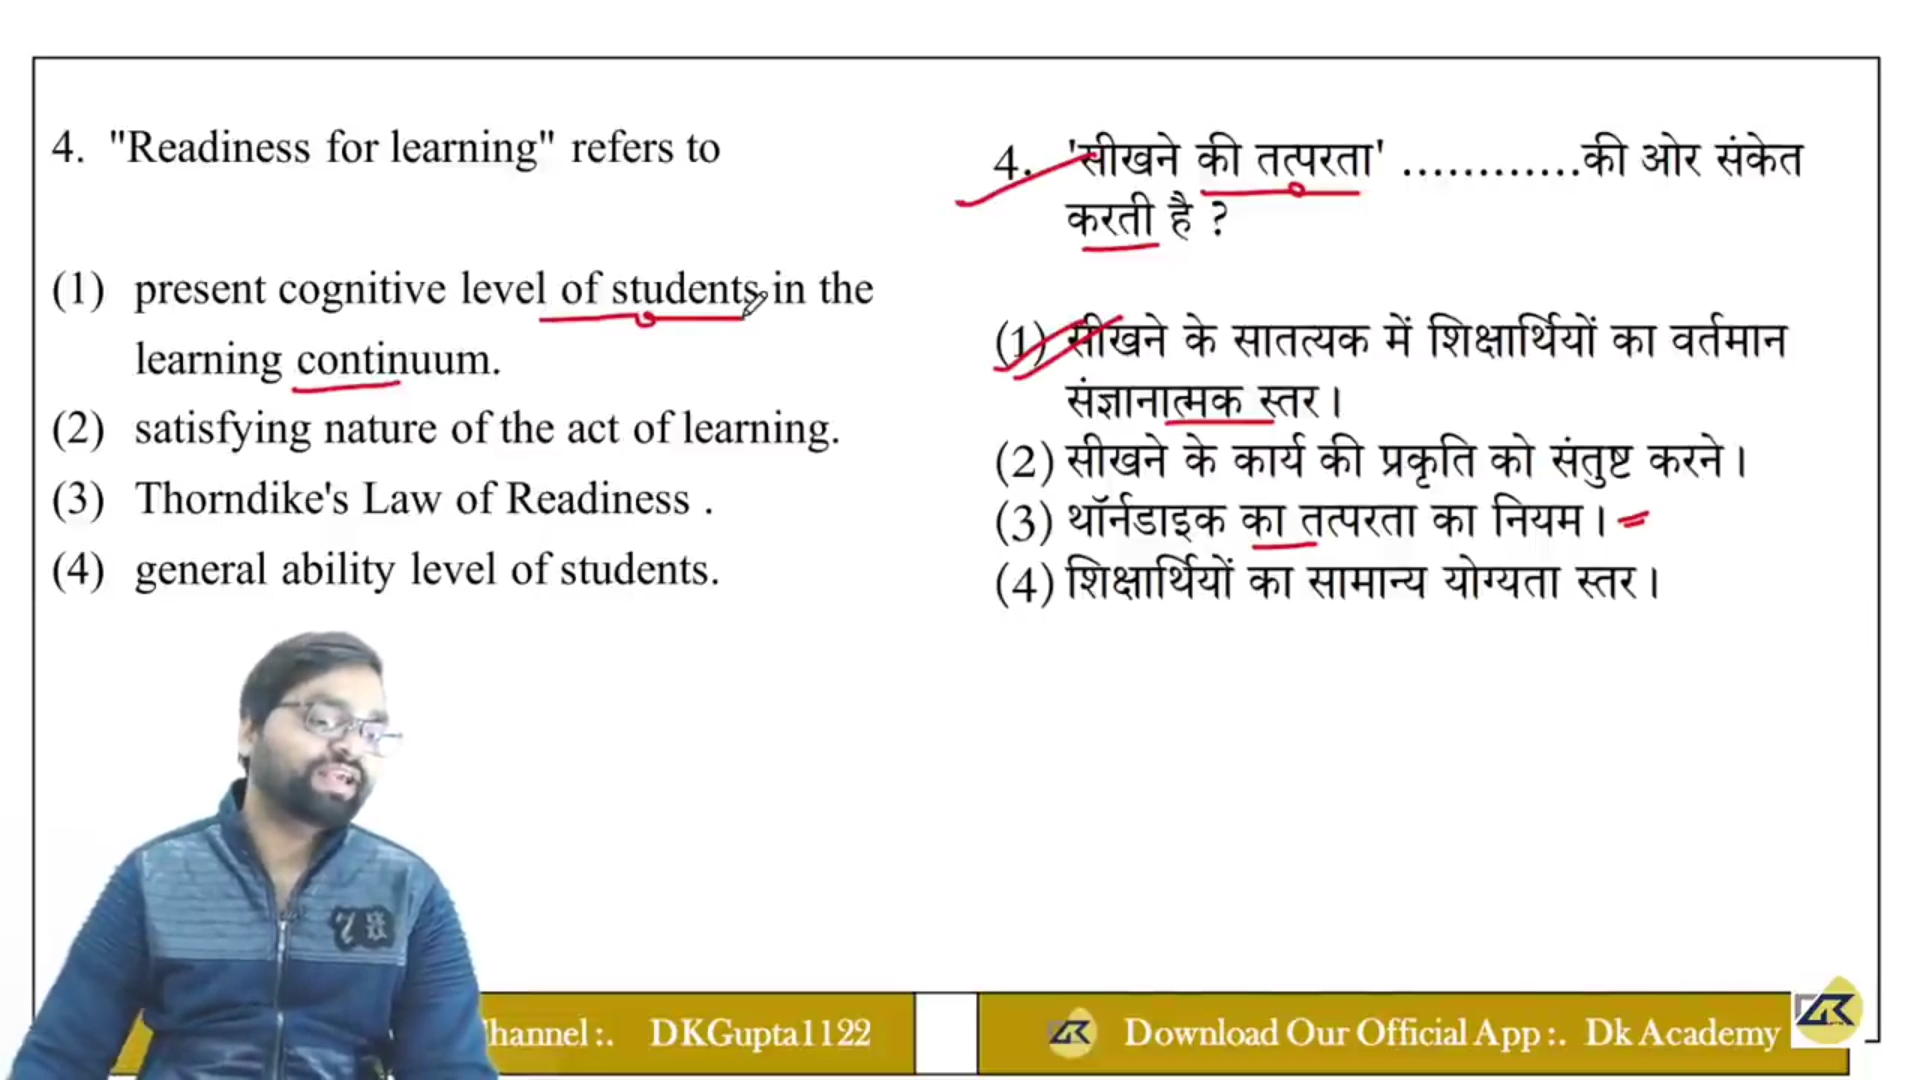 4. "Readiness for learning" refers to
(1) present cognitive level of students in the
learning continuum.
(2) satisfying nature of the act of learning.
(3) Thorndike's Law of Readiness .
(4) general ability level of students.
4. 'सीखने की तत्परता' .............की ओर संकेत
करती है ?
(1) सीखने के सातत्यक में शिक्षार्थियों का वर्तमान
संज्ञानात्मक स्तर।
(2) सीखने के कार्य की प्रकृति को संतुष्ट करने।
(3) थॉर्नडाइक का तत्परता का नियम।
(4) शिक्षार्थियों का सामान्य योग्यता स्तर।
hannel :. DKGupta1122
Download Our Official App :. Dk Academy